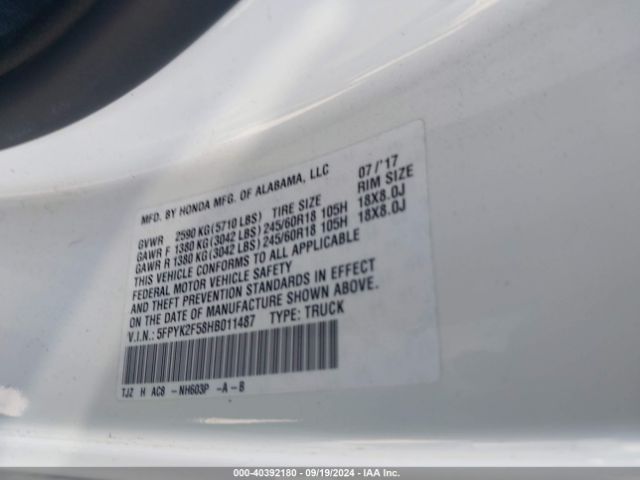 MFD. BY HONDA MFG. OF ALABAMA, LLC 07/'17
GVWR 2590 KG(5710 LBS) TIRE SIZE RIM SIZE
GAWR F 1380 KG(3042 LBS)245/60R18 105H 18X8.0J
GAWR R 1380 KG(3042 LBS)245/60R18 105H 18X8.0J
THIS VEHICLE CONFORMS TO ALL APPLICABLE
FEDERAL MOTOR VEHICLE SAFETY
AND THEFT PREVENTION STANDARDS IN EFFECT
ON THE DATE OF MANUFACTURE SHOWN ABOVE.
V.I.N.: 5FPYK2F58HB011487 TYPE: TRUCK
TJZ H AC8 - NH603P -A - B
000-40392180 - 09/19/2024 - IAA Inc.